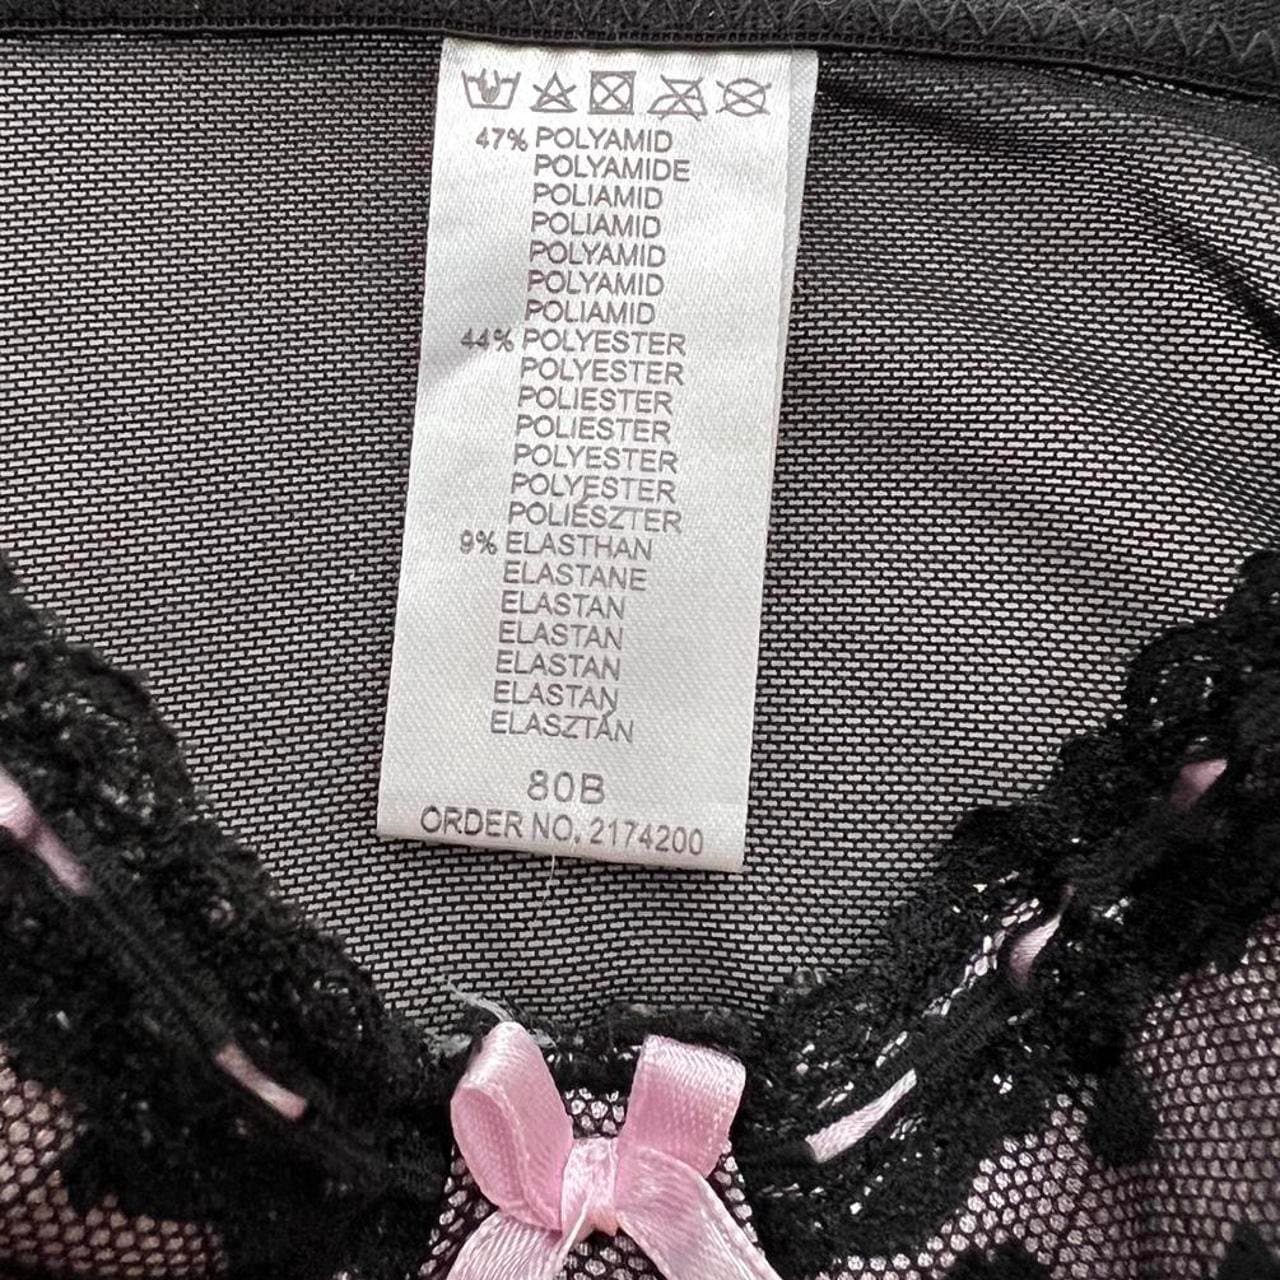 47% POLYAMID
POLYAMIDE
POLIAMID
POLIAMID
POLYAMID
POLYAMID
POLIAMID
44% POLYESTER
POLYESTER
POLIESTER
POLIESTER
POLYESTER
POLYESTER
POLIÉSZTER
9% ELASTHAN
ELASTANE
ELASTAN
ELASTAN
ELASTAN
ELASTAN
ELASZTÁN
80B
ORDER NO. 2174200